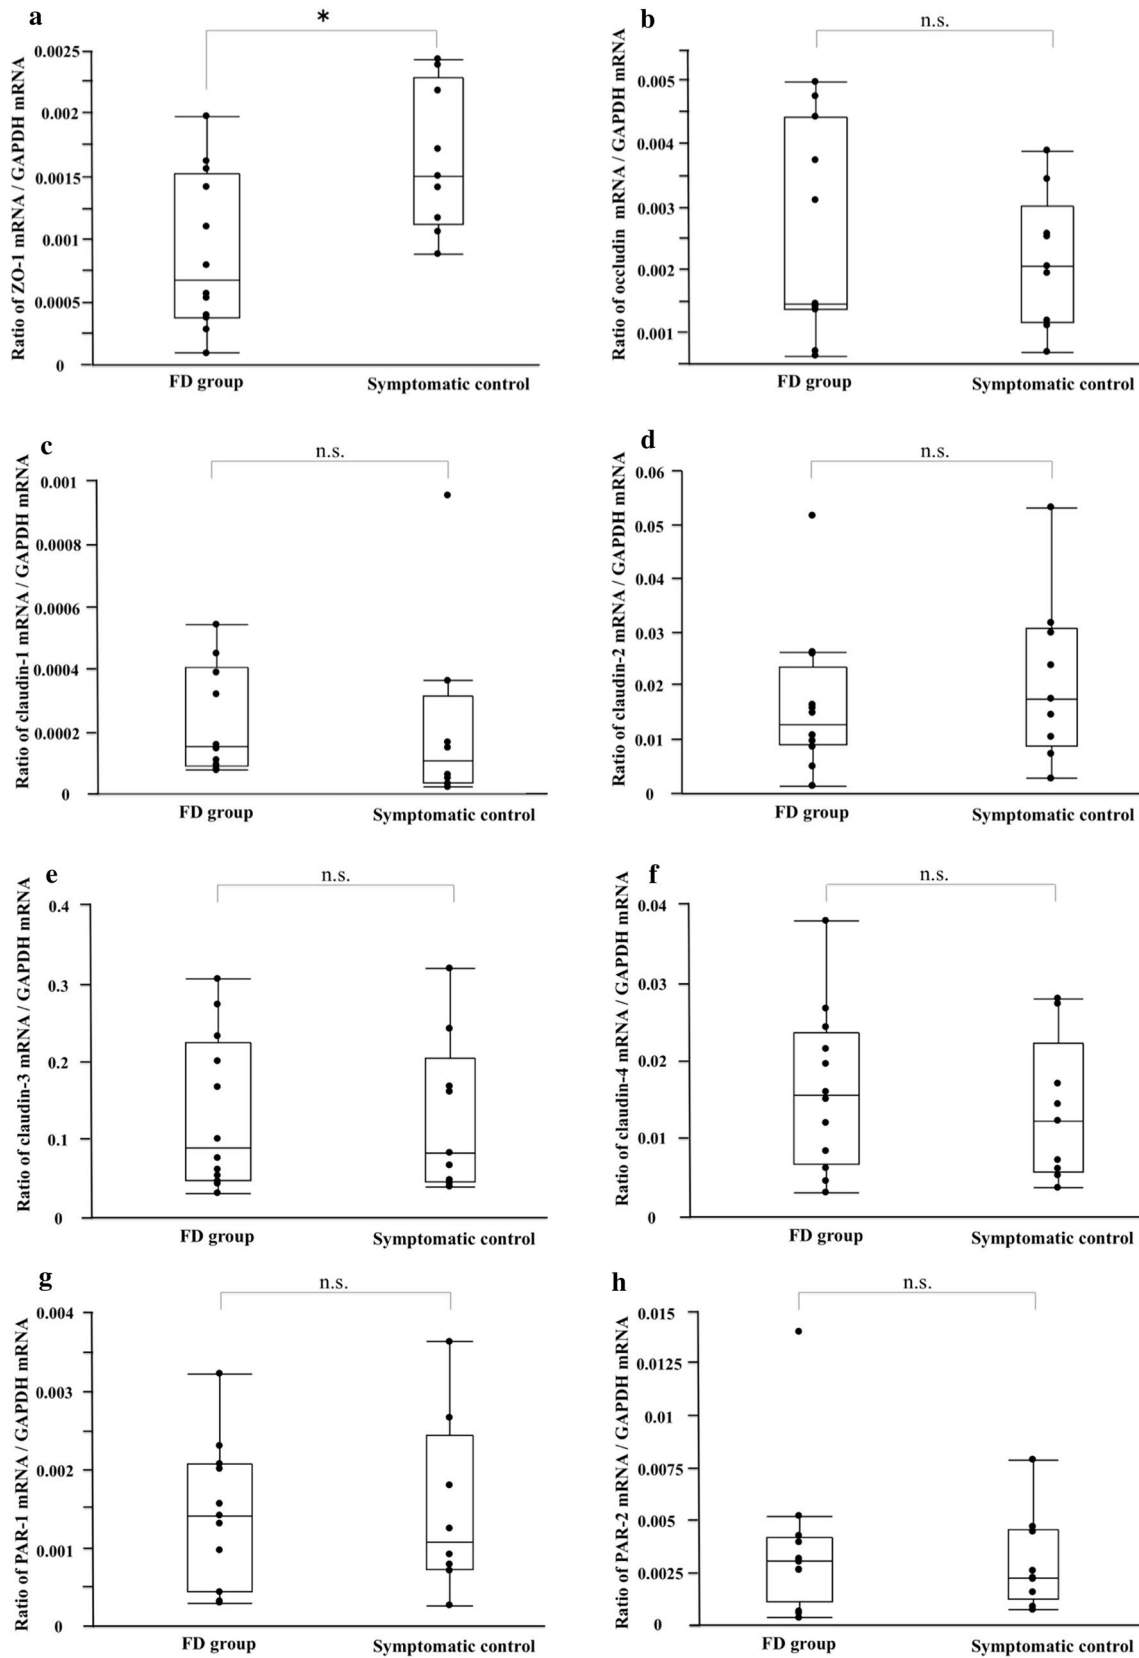 a
*
Ratio of ZO-1 mRNA / GAPDH mRNA
0.0025
0.002
0.0015
0.001
0.0005
0
FD group
Symptomatic control
b
n.s.
Ratio of occludin mRNA / GAPDH mRNA
0.005
0.004
0.003
0.002
0.001
FD group
Symptomatic control
c
n.s.
Ratio of claudin-1 mRNA / GAPDH mRNA
0.001
0.0008
0.0006
0.0004
0.0002
0
FD group
Symptomatic control
d
n.s.
Ratio of claudin-2 mRNA / GAPDH mRNA
0.06
0.05
0.04
0.03
0.02
0.01
0
FD group
Symptomatic control
e
n.s.
Ratio of claudin-3 mRNA / GAPDH mRNA
0.4
0.3
0.2
0.1
0
FD group
Symptomatic control
f
n.s.
Ratio of claudin-4 mRNA / GAPDH mRNA
0.04
0.03
0.02
0.01
0
FD group
Symptomatic control
g
n.s.
Ratio of PAR-1 mRNA / GAPDH mRNA
0.004
0.003
0.002
0.001
0
FD group
Symptomatic control
h
n.s.
Ratio of PAR-2 mRNA / GAPDH mRNA
0.015
0.0125
0.01
0.0075
0.005
0.0025
0
FD group
Symptomatic control